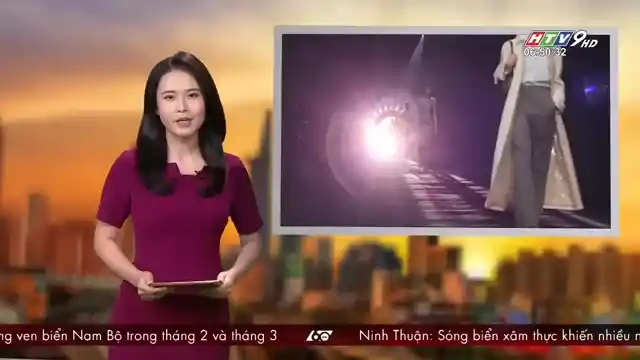 HTV9 HD
06:50:32
ng ven biển Nam Bộ trong tháng 2 và tháng 3
60
Ninh Thuận: Sóng biển xâm thực khiến nhiều n